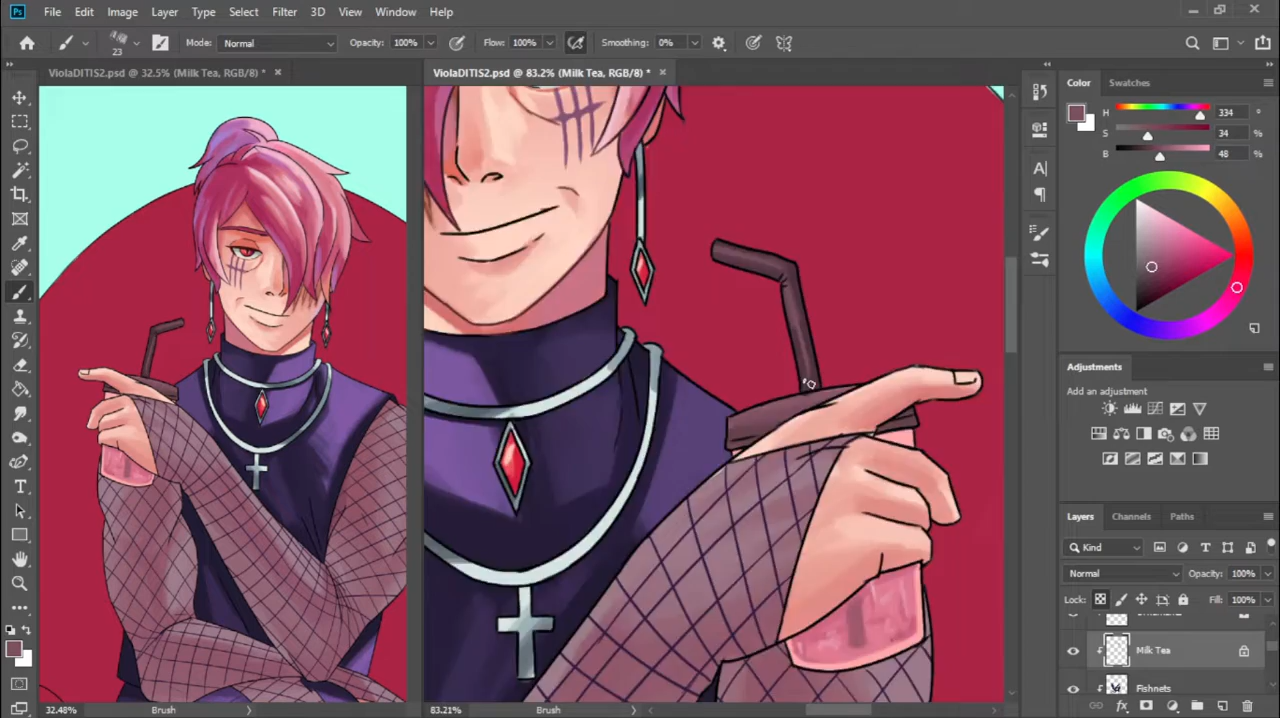 Ps File Edit Image Layer Type Select Filter 3D View Window Help
23 Mode: Normal Opacity: 100% Flow: 100% Smoothing: 0%
ViolaDITIS2.psd @ 32.5% (Milk Tea, RGB/8) * ViolaDITIS2.psd @ 83.2% (Milk Tea, RGB/8) *
Color Swatches
H 334 °
S 34 %
B 48 %
Adjustments
Add an adjustment
Layers Channels Paths
Kind
Normal Opacity: 100%
Lock: Fill: 100%
Milk Tea
Fishnets
32.48% Brush 83.21% Brush